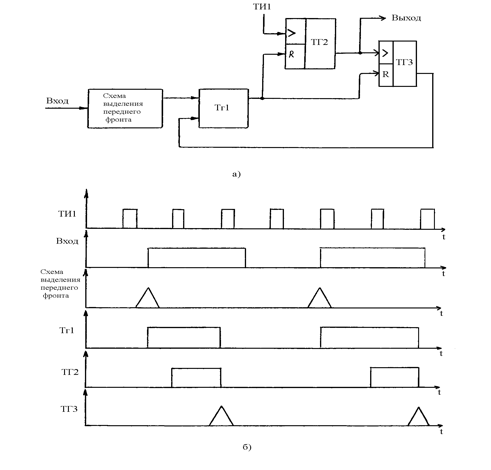 ТИ1
Выход
>
ТГ2
R
>
ТГ3
R
Вход
Схема
выделения
переднего
фронта
Тг1
а)
ТИ1
t
Вход
t
Схема
выделения
переднего
фронта
t
Тг1
t
ТГ2
t
ТГ3
t
б)